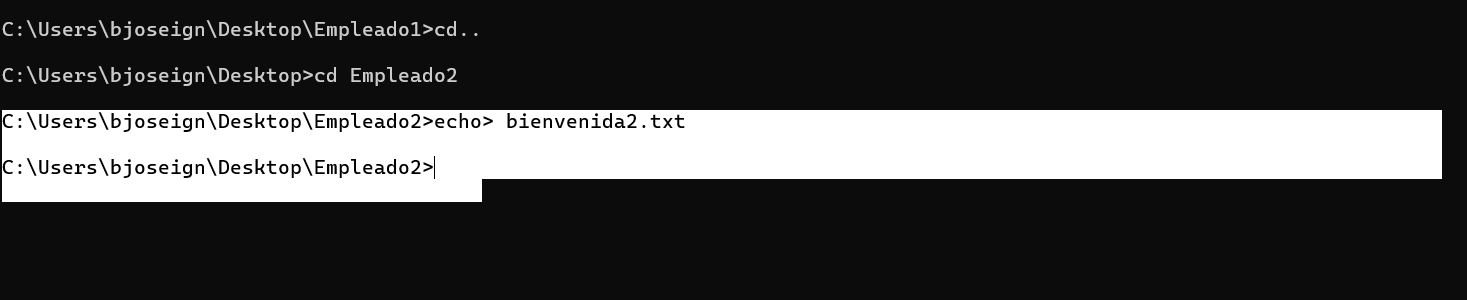 C:\Users\bjoseign\Desktop\Empleado1>cd..
C:\Users\bjoseign\Desktop>cd Empleado2
C:\Users\bjoseign\Desktop\Empleado2>echo> bienvenida2.txt
C:\Users\bjoseign\Desktop\Empleado2>